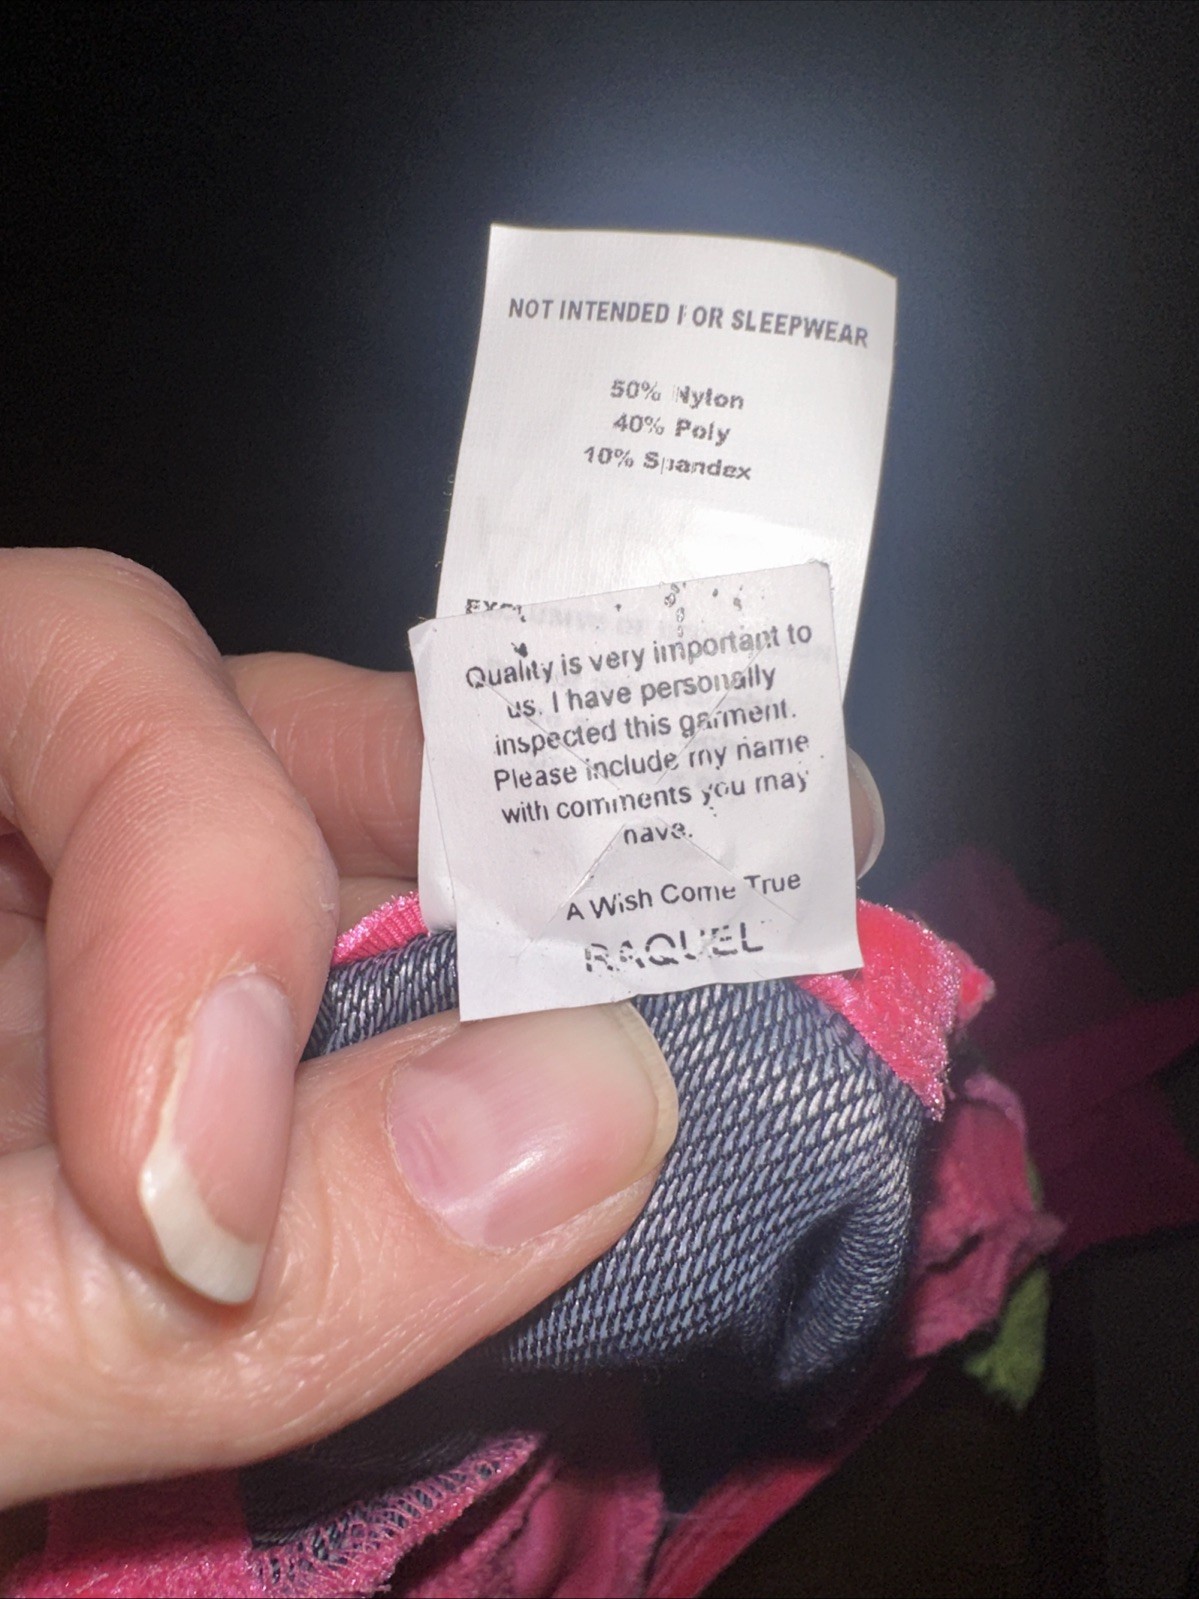 NOT INTENDED FOR SLEEPWEAR
50% Nylon
40% Poly
10% Spandex
Quality is very important to
us. I have personally
inspected this garment.
Please include my name
with comments you may
have.
A Wish Come True
RAQUEL